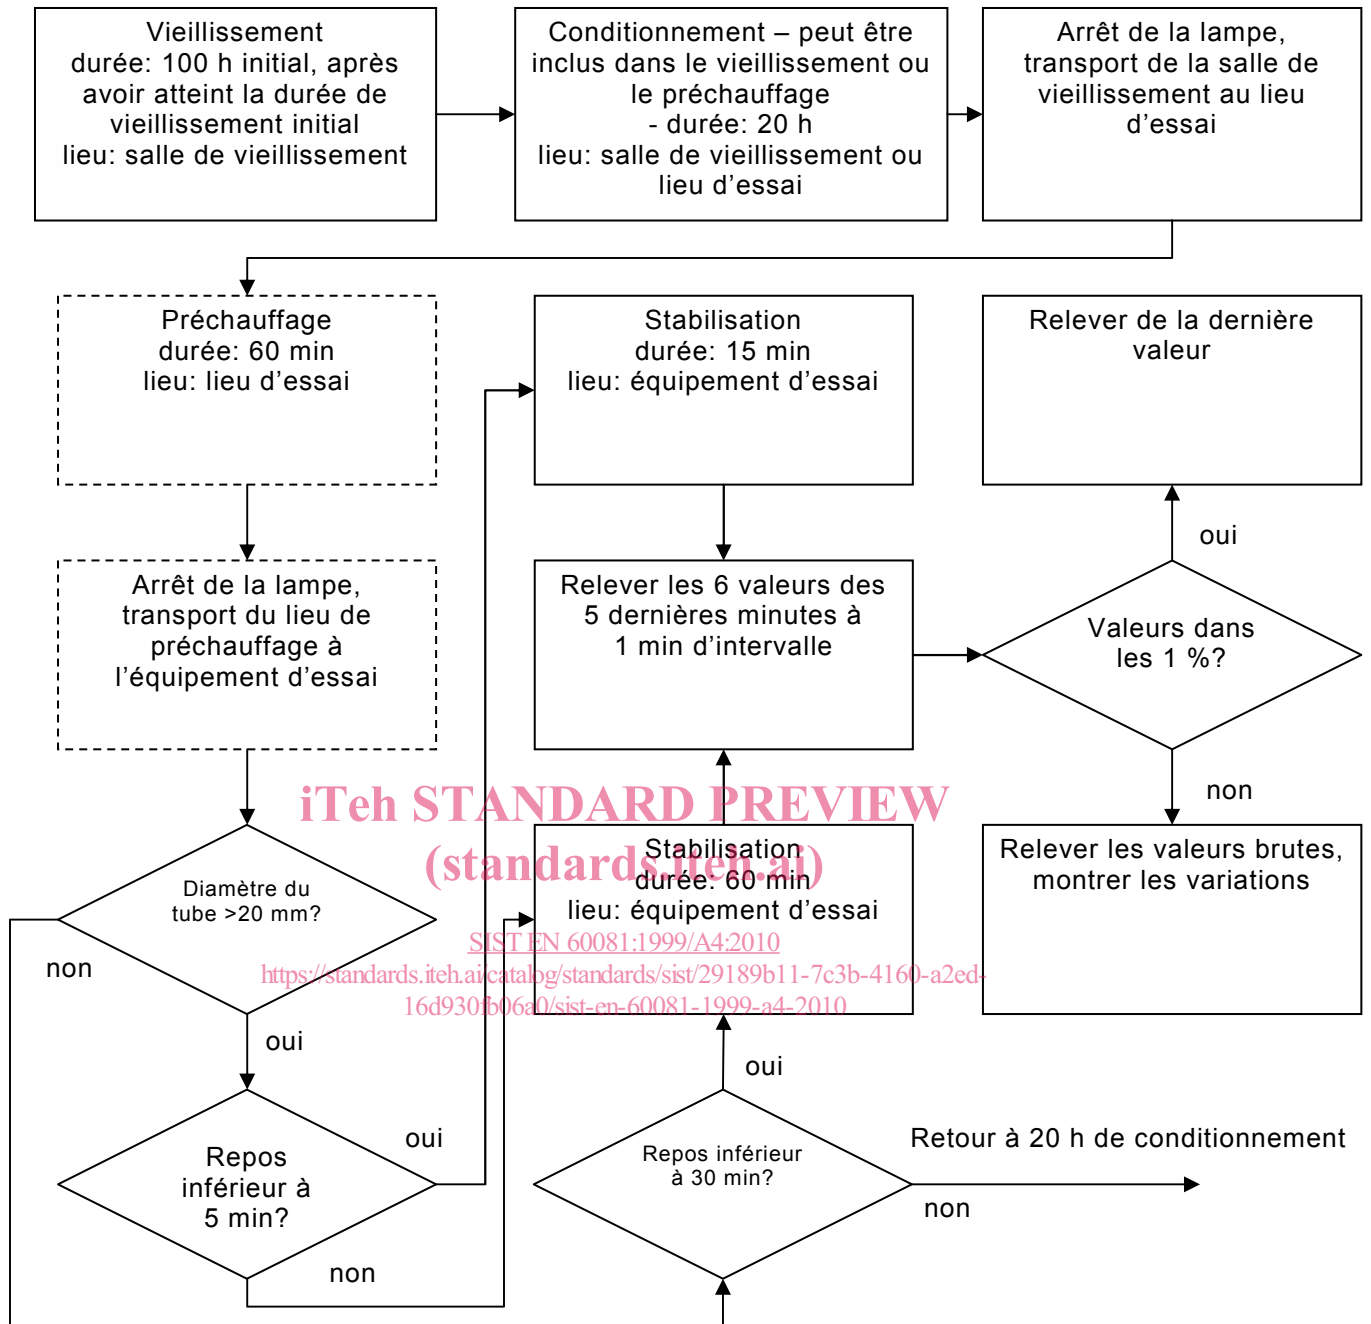 Vieillissement
durée: 100 h initial, après
avoir atteint la durée de
vieillissement initial
lieu: salle de vieillissement
Conditionnement – peut être
inclus dans le vieillissement ou
le préchauffage
- durée: 20 h
lieu: salle de vieillissement ou
lieu d'essai
Arrêt de la lampe,
transport de la salle de
vieillissement au lieu
d'essai
Préchauffage
durée: 60 min
lieu: lieu d'essai
Stabilisation
durée: 15 min
lieu: équipement d'essai
Relever de la dernière
valeur
oui
Arrêt de la lampe,
transport du lieu de
préchauffage à
l'équipement d'essai
Relever les 6 valeurs des
5 dernières minutes à
1 min d'intervalle
Valeurs dans
les 1 %?
non
iTeh STANDARD PREVIEW
(standards.iteh.ai)
Diamètre du
tube >20 mm?
non
oui
Stabilisation
durée: 60 min
lieu: équipement d'essai
Relever les valeurs brutes,
montrer les variations
SIST EN 60081:1999/A4:2010
https://standards.iteh.ai/catalog/standards/sist/29189b11-7c3b-4160-a2ed-
16d930fb06a0/sist-en-60081-1999-a4-2010
oui
Repos
inférieur à
5 min?
oui
non
Repos inférieur
à 30 min?
Retour à 20 h de conditionnement
non